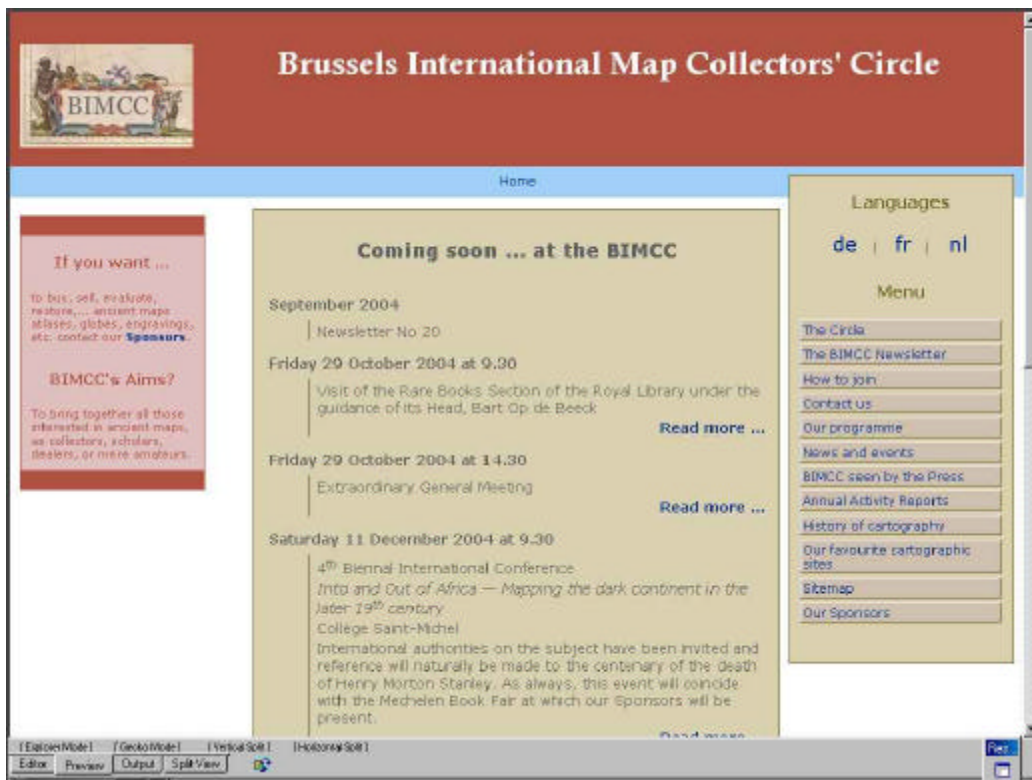 BIMCC
Brussels International Map Collectors' Circle
Home
If you want ...
to buy, sell, evaluate,
restore,... ancient maps
atlases, globes, engravings,
etc. contact our Sponsors.
BIMCC's Aims?
To bring together all those
interested in ancient maps,
as collectors, scholars,
dealers, or mere amateurs.
Coming soon ... at the BIMCC
September 2004
Newsletter No 20
Friday 29 October 2004 at 9.30
Visit of the Rare Books Section of the Royal Library under the
guidance of its Head, Bart Op de Beeck
Read more ...
Friday 29 October 2004 at 14.30
Extraordinary General Meeting
Read more ...
Saturday 11 December 2004 at 9.30
4th Biennal International Conference
Into and Out of Africa — Mapping the dark continent in the
later 19th century
Collège Saint-Michel
International authorities on the subject have been invited and
reference will naturally be made to the centenary of the death
of Henry Morton Stanley. As always, this event will coincide
with the Mechelen Book Fair at which our Sponsors will be
present.
Read more
Languages
de | fr | nl
Menu
The Circle
The BIMCC Newsletter
How to join
Contact us
Our programme
News and events
BIMCC seen by the Press
Annual Activity Reports
History of cartography
Our favourite cartographic
sites
Sitemap
Our Sponsors
[Explorer Mode] [Gecko Mode] [Vertical Split] [Horizontal Split]
Editor Preview Output Split View